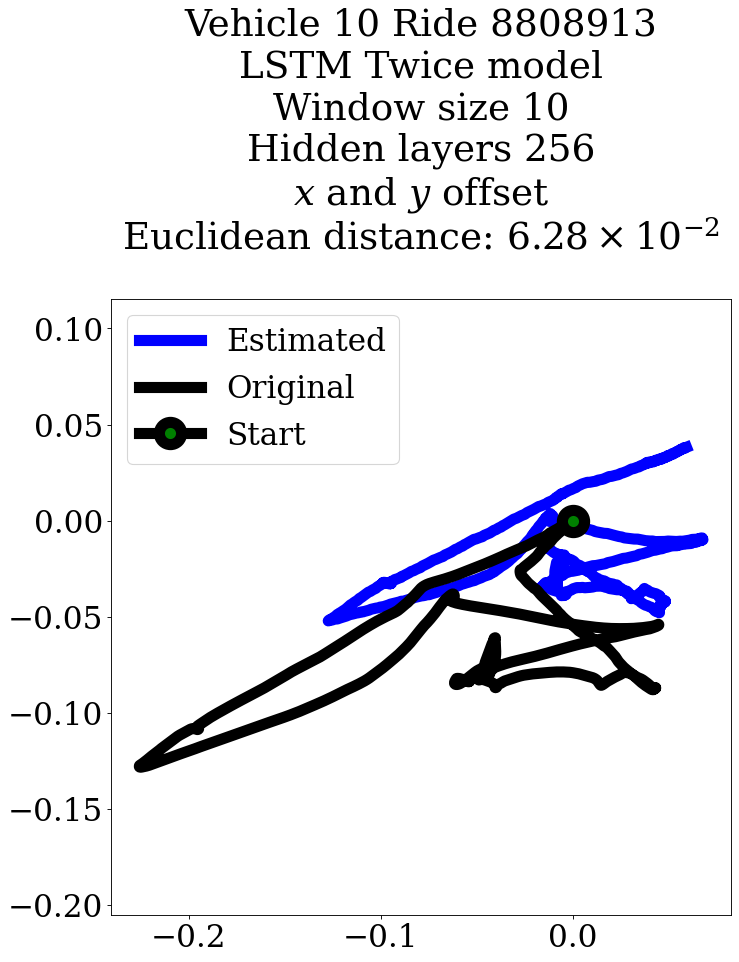 Vehicle 10 Ride 8808913
LSTM Twice model
Window size 10
Hidden layers 256
x and y offset
Euclidean distance: 6.28 × 10⁻²
Estimated
Original
Start
0.10
0.05
0.00
−0.05
−0.10
−0.15
−0.20
−0.2 −0.1 0.0